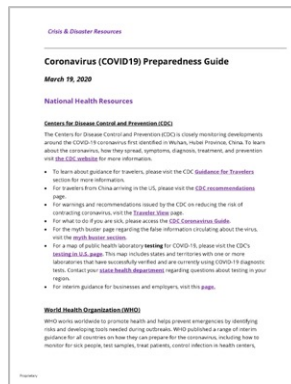 Crisis & Disaster Resources
Coronavirus (COVID19) Preparedness Guide
March 19, 2020
National Health Resources
Centers for Disease Control and Prevention (CDC)
The Centers for Disease Control and Prevention (CDC) is closely monitoring developments
around the COVID-19 coronavirus first identified in Wuhan, Hubei Province, China. To learn
about the coronavirus, how they spread, symptoms, diagnosis, treatment, and prevention
visit the CDC website for more information.
• To learn about guidance for travelers, please visit the CDC Guidance for Travelers
section for more information.
• For travelers from China arriving in the US, please visit the CDC recommendations
page.
• For warnings and recommendations issued by the CDC on reducing the risk of
contracting coronavirus, visit the Traveler View page.
• For what to do if you are sick, please access the CDC Coronavirus Guide.
• For the myth buster page regarding the false information circulating about the virus,
visit the myth buster section.
• For a map of public health laboratory testing for COVID-19, please visit the CDC's
testing in U.S. page. This map includes states and territories with one or more
laboratories that have successfully verified and are currently using COVID-19 diagnostic
tests. Contact your state health department regarding questions about testing in your
region.
• For interim guidance for businesses and employers, visit this page.
World Health Organization (WHO)
WHO works worldwide to promote health and helps prevent emergencies by identifying
risks and developing tools needed during outbreaks. WHO published a range of interim
guidance for all countries on how they can prepare for the coronavirus, including how to
monitor for sick people, test samples, treat patients, control infection in health centers,
Proprietary